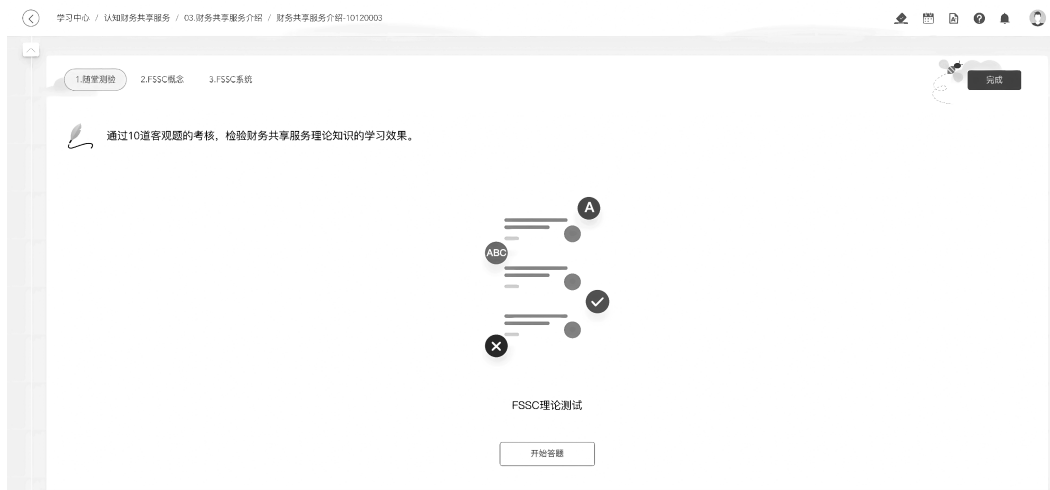 学习中心 / 认知财务共享服务 / 03.财务共享服务介绍 / 财务共享服务介绍-10120003
1.随堂测验 2.FSSC概念 3.FSSC系统
完成
通过10道客观题的考核，检验财务共享服务理论知识的学习效果。
A
ABC
FSSC理论测试
开始答题